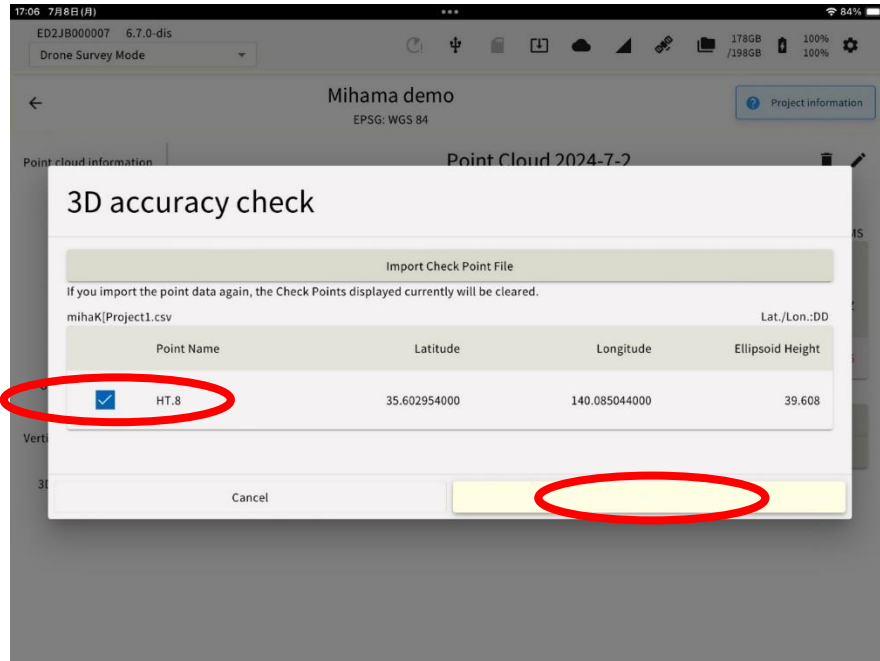 17:06 7月8日(月)
84%
ED2JB000007 6.7.0-dis
Drone Survey Mode
178GB
/198GB
100%
100%
Mihama demo
EPSG: WGS 84
Project information
Point cloud information
Point Cloud 2024-7-2
3D accuracy check
Import Check Point File
If you import the point data again, the Check Points displayed currently will be cleared.
mihaK[Project1.csv
Lat./Lon.:DD
Point Name Latitude Longitude Ellipsoid Height
HT.8 35.602954000 140.085044000 39.608
Cancel